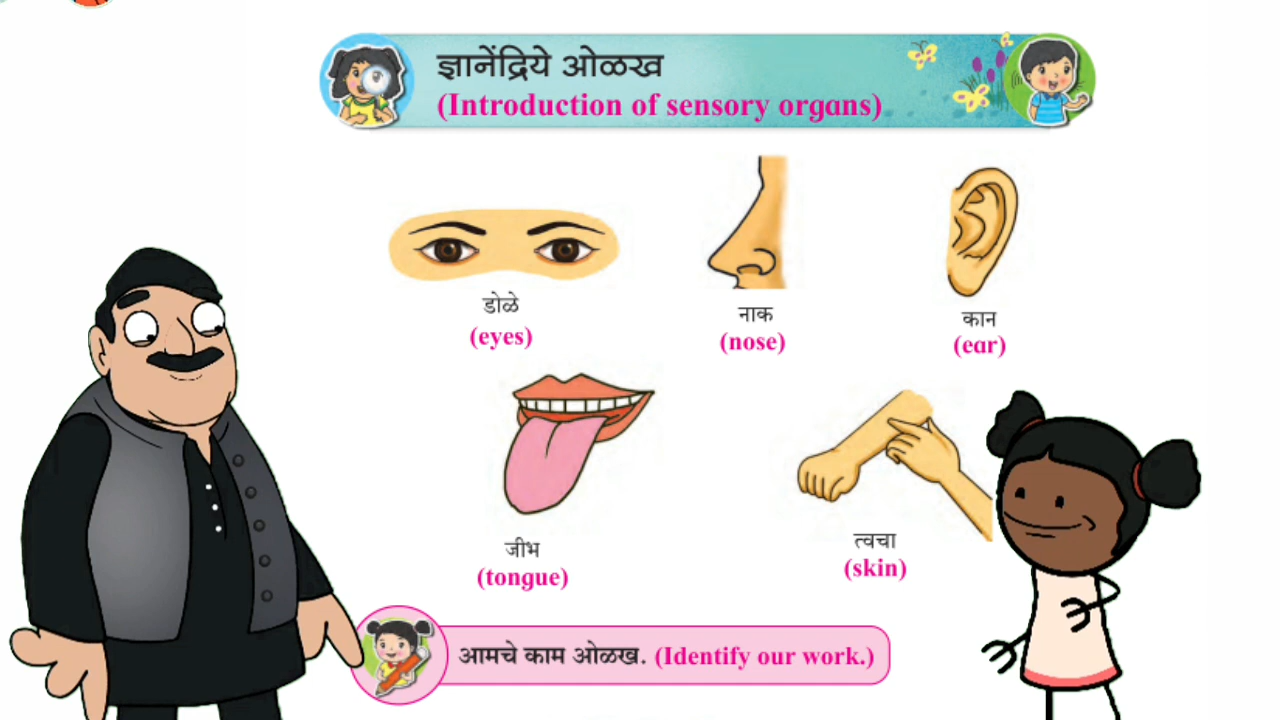 ज्ञानेंद्रिये ओळख
(Introduction of sensory organs)
डोळे
(eyes)
नाक
(nose)
कान
(ear)
जीभ
(tongue)
त्वचा
(skin)
आमचे काम ओळख. (Identify our work.)